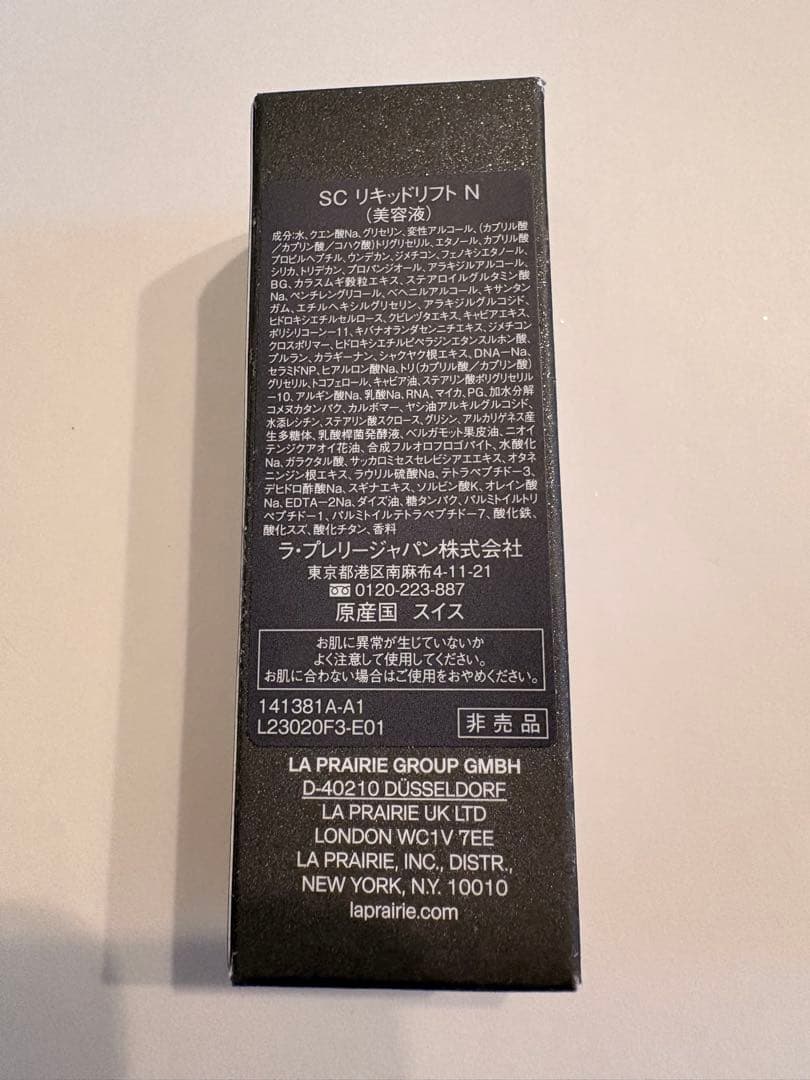 SC リキッドリフト N
(美容液)
成分:水、クエン酸Na、グリセリン、変性アルコール、(カプリル酸
/カプリン酸/コハク酸)トリグリセリル、エタノール、カプリル酸
プロピルヘプチル、ウンデカン、ジメチコン、フェノキシエタノール、
シリカ、トリデカン、プロパンジオール、アラキジルアルコール、
BG、カラスムギ穀粒エキス、ステアロイルグルタミン酸
Na、ペンチレングリコール、ベヘニルアルコール、キサンタン
ガム、エチルヘキシルグリセリン、アラキジルグルコシド、
ヒドロキシエチルセルロース、クビレヅタエキス、キャビアエキス、
ポリシリコーン-11、キバナオランダセンニチエキス、ジメチコン
クロスポリマー、ヒドロキシエチルピペラジンエタンスルホン酸、
プルラン、カラギーナン、シャクヤク根エキス、DNA-Na、
セラミドNP、ヒアルロン酸Na、トリ(カプリル酸/カプリン酸)
グリセリル、トコフェロール、キャビア油、ステアリン酸ポリグリセリル
-10、アルギン酸Na、乳酸Na、RNA、マイカ、PG、加水分解
コメヌカタンパク、カルボマー、ヤシ油アルキルグルコシド、
水添レシチン、ステアリン酸スクロース、グリシン、アルカリゲネス産
生多糖体、乳酸桿菌発酵液、ベルガモット果皮油、ニオイ
テンジクアオイ花油、合成フルオロフロゴパイト、水酸化
Na、ガラクタル酸、サッカロミセスセレビシアエエキス、オタネ
ニンジン根エキス、ラウリル硫酸Na、テトラペプチド-3、
デヒドロ酢酸Na、スギナエキス、ソルビン酸K、オレイン酸
Na、EDTA-2Na、ダイズ油、糖タンパク、パルミトイルトリ
ペプチド-1、パルミトイルテトラペプチド-7、酸化鉄、
酸化スズ、酸化チタン、香料
ラ・プレリージャパン株式会社
東京都港区南麻布4-11-21
0120-223-887
原産国 スイス
お肌に異常が生じていないか
よく注意して使用してください。
お肌に合わない場合はご使用をおやめください。
141381A-A1
L23020F3-E01
非売品
LA PRAIRIE GROUP GMBH
D-40210 DÜSSELDORF
LA PRAIRIE UK LTD
LONDON WC1V 7EE
LA PRAIRIE, INC., DISTR.,
NEW YORK, N.Y. 10010
laprairie.com